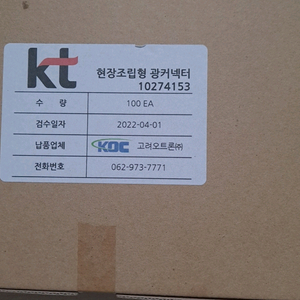 kt 현장조립형 광커넥터
10274153
수 량 100 EA
검수일자 2022-04-01
납품업체 KOC 고려오트론㈜
전화번호 062-973-7771